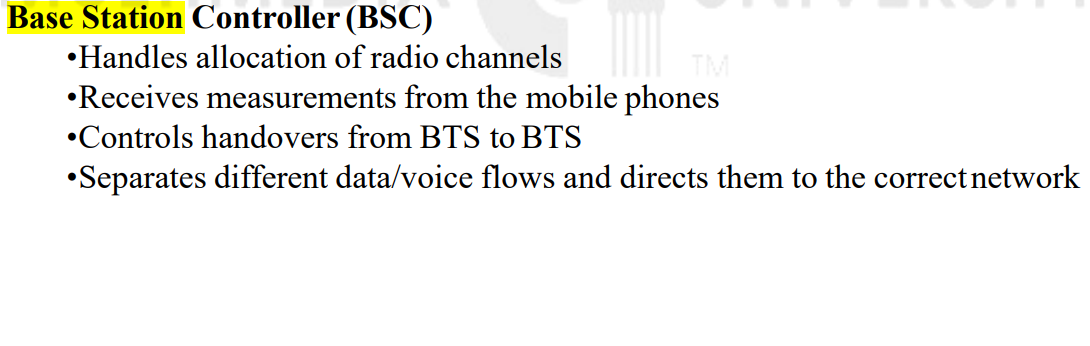 Base Station Controller (BSC)
•Handles allocation of radio channels
TM
•Receives measurements from the mobile phones
•Controls handovers from BTS to BTS
•Separates different data/voice flows and directs them to the correct network